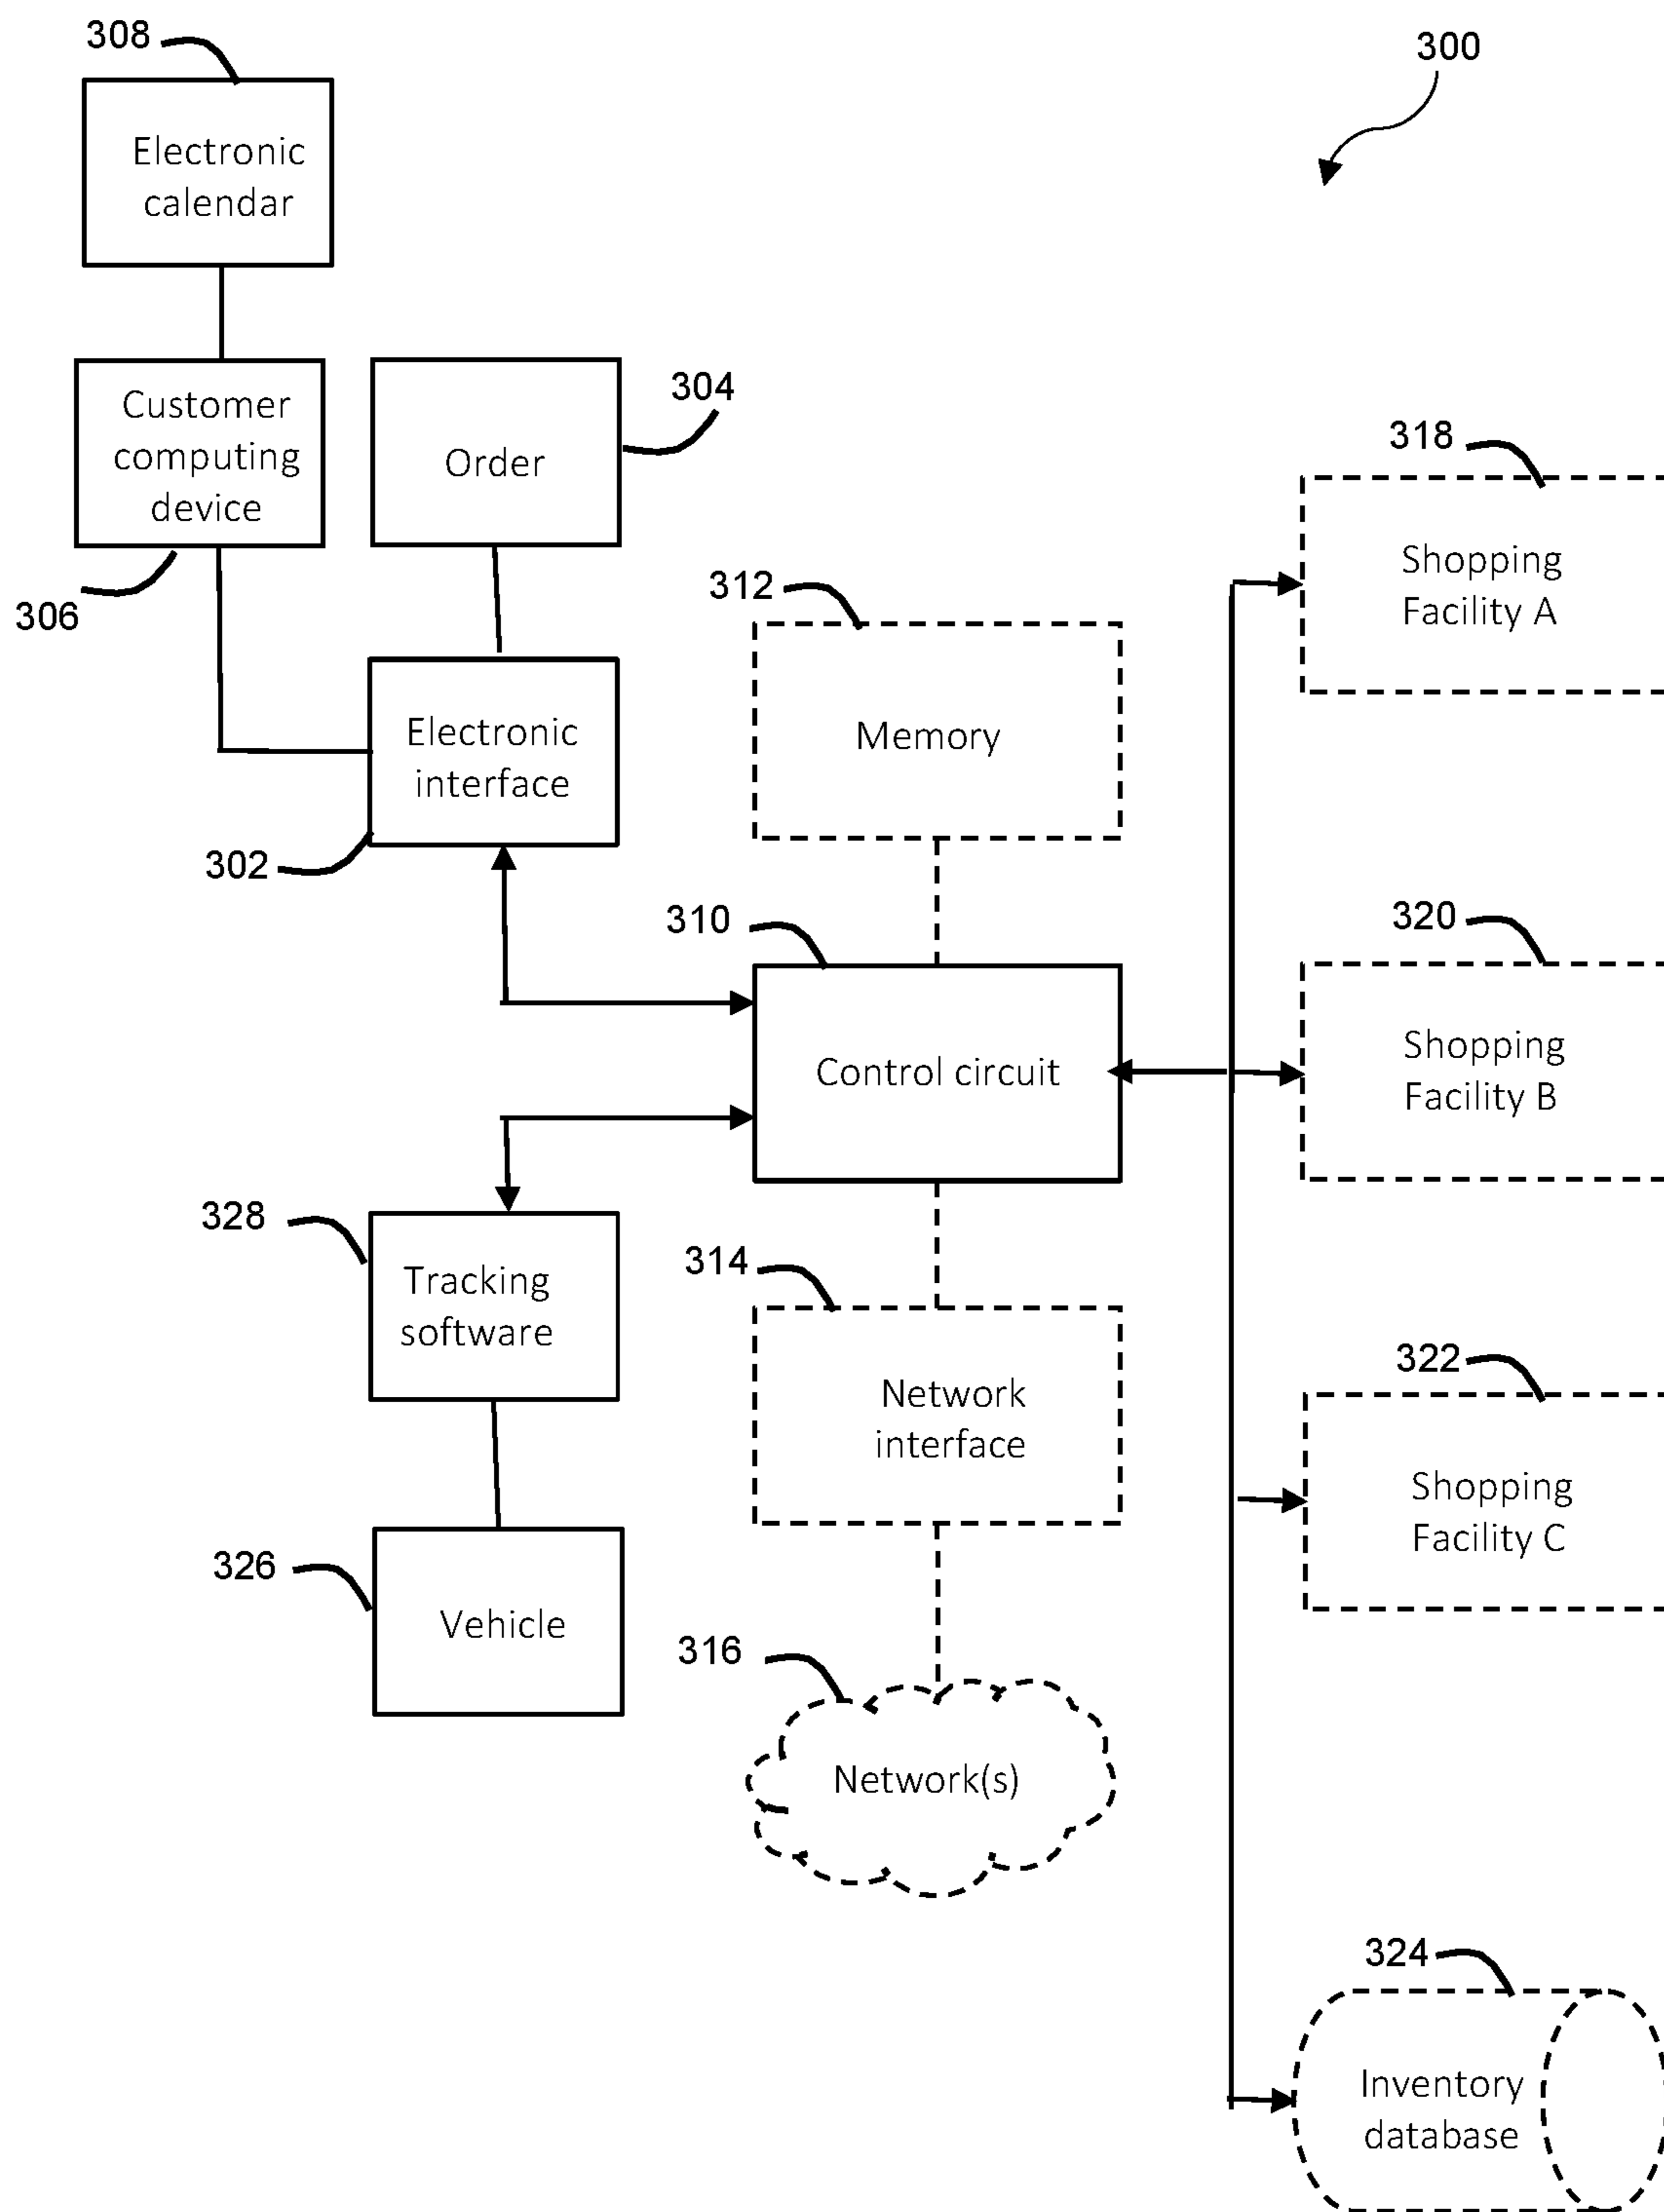 308
300
Electronic
calendar
Customer
computing
device
306
Order
304
318
Shopping
Facility A
312
Memory
Electronic
interface
302
310
Control circuit
320
Shopping
Facility B
328
Tracking
software
314
Network
interface
322
Shopping
Facility C
326
Vehicle
316
Network(s)
324
Inventory
database